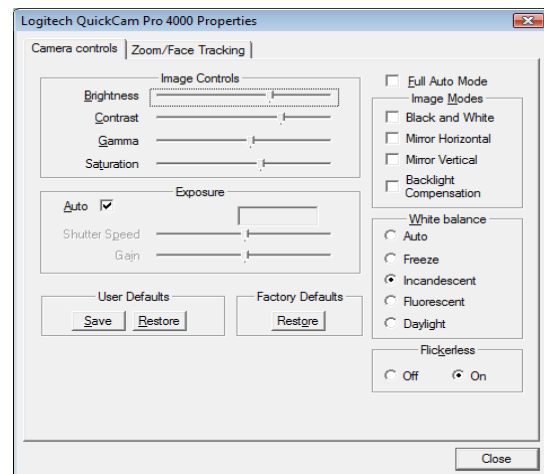 Logitech QuickCam Pro 4000 Properties
Camera controls
Zoom/Face Tracking
Image Controls
Brightness
Contrast
Gamma
Saturation
Exposure
Auto
Shutter Speed
Gain
User Defaults
Save
Restore
Factory Defaults
Restore
Full Auto Mode
Image Modes
Black and White
Mirror Horizontal
Mirror Vertical
Backlight
Compensation
White balance
Auto
Freeze
Incandescent
Fluorescent
Daylight
Flickerless
Off
On
Close